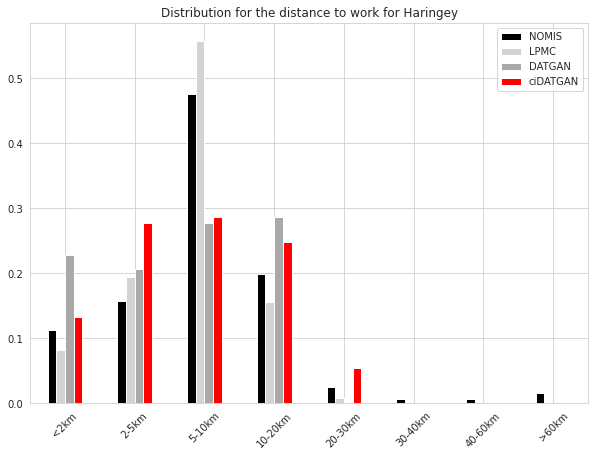 Distribution for the distance to work for Haringey
NOMIS
LPMC
DATGAN
ciDATGAN
0.5
0.4
0.3
0.2
0.1
0.0
<2km
2-5km
5-10km
10-20km
20-30km
30-40km
40-60km
>60km